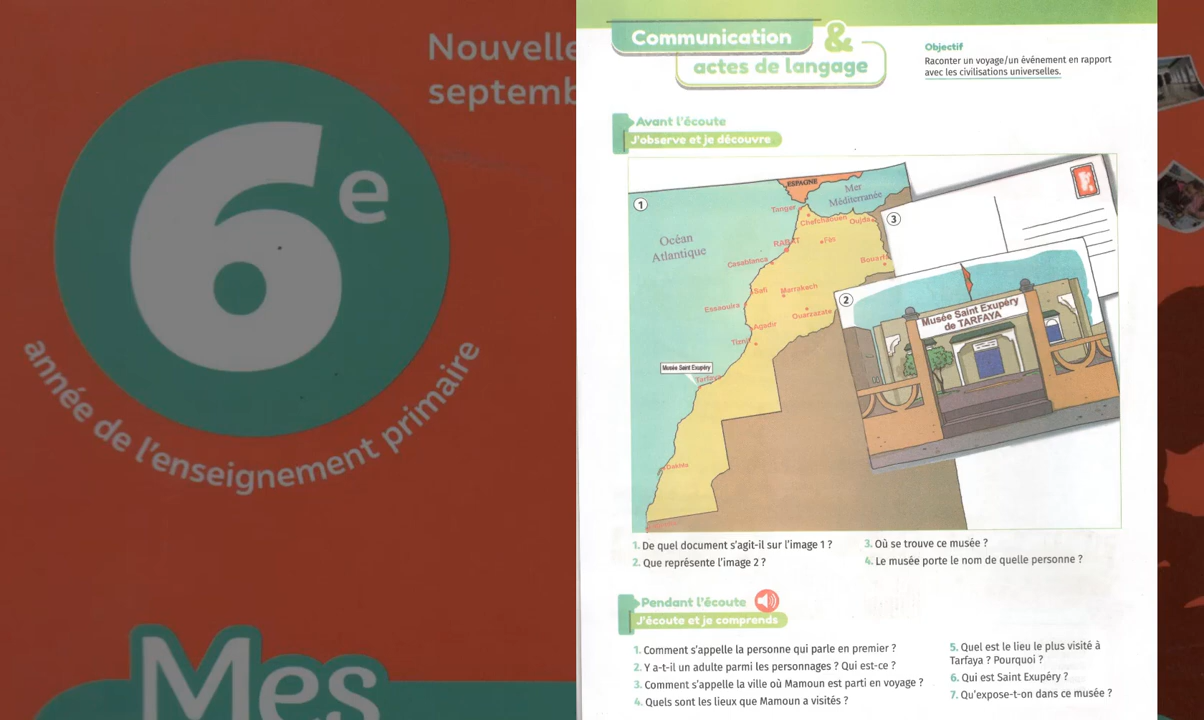 Nouvelle
septemb
6e
année de l'enseignement primaire
Mes
Communication &
actes de langage
Objectif
Raconter un voyage/un événement en rapport
avec les civilisations universelles.
Avant l'écoute
J'observe et je découvre
1
ESPAGNE
Mer
Méditerranée
Tanger
Chefchaouen
Oujda
Océan
Atlantique
RABAT
Fès
Casablanca
Bouarfa
Safi
Marrakech
Essaouira
Ouarzazate
Agadir
Tiznit
Musée Saint Exupéry
Tarfaya
Dakhla
3
2
Musée Saint Exupéry
de TARFAYA
1. De quel document s'agit-il sur l'image 1 ?
2. Que représente l'image 2 ?
3. Où se trouve ce musée ?
4. Le musée porte le nom de quelle personne ?
Pendant l'écoute
J'écoute et je comprends
1. Comment s'appelle la personne qui parle en premier ?
2. Y a-t-il un adulte parmi les personnages ? Qui est-ce ?
3. Comment s'appelle la ville où Mamoun est parti en voyage ?
4. Quels sont les lieux que Mamoun a visités ?
5. Quel est le lieu le plus visité à
Tarfaya ? Pourquoi ?
6. Qui est Saint Exupéry ?
7. Qu'expose-t-on dans ce musée ?